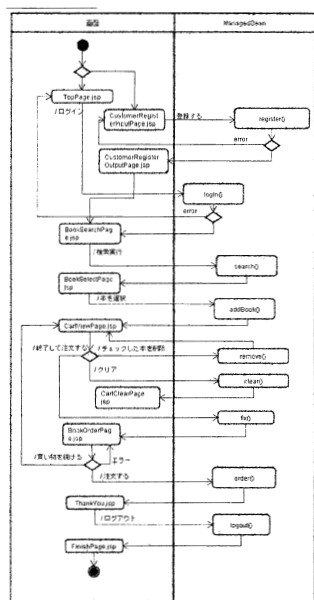 画面
ManagedBean
TopPage.jsp
/ログイン
CustomerRegist
erInputPage.jsp
登録する
register()
error
CustomerRegister
OutputPage.jsp
login()
error
BookSearchPag
e.jsp
/検索実行
search()
BookSelectPage.
jsp
/本を選択
addBook()
CartViewPage.jsp
/終了して注文する
/チェックした本を削除
remove()
/クリア
clean()
CartClearPage.
jsp
fix()
BookOrderPag
e.jsp
/買い物を続ける
エラー
/注文する
order()
ThankYou.jsp
/ログアウト
logout()
FinishPage.jsp